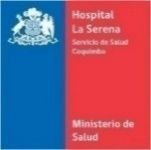 Hospital
La Serena
Servicio de Salud
Coquimbo
Ministerio de
Salud